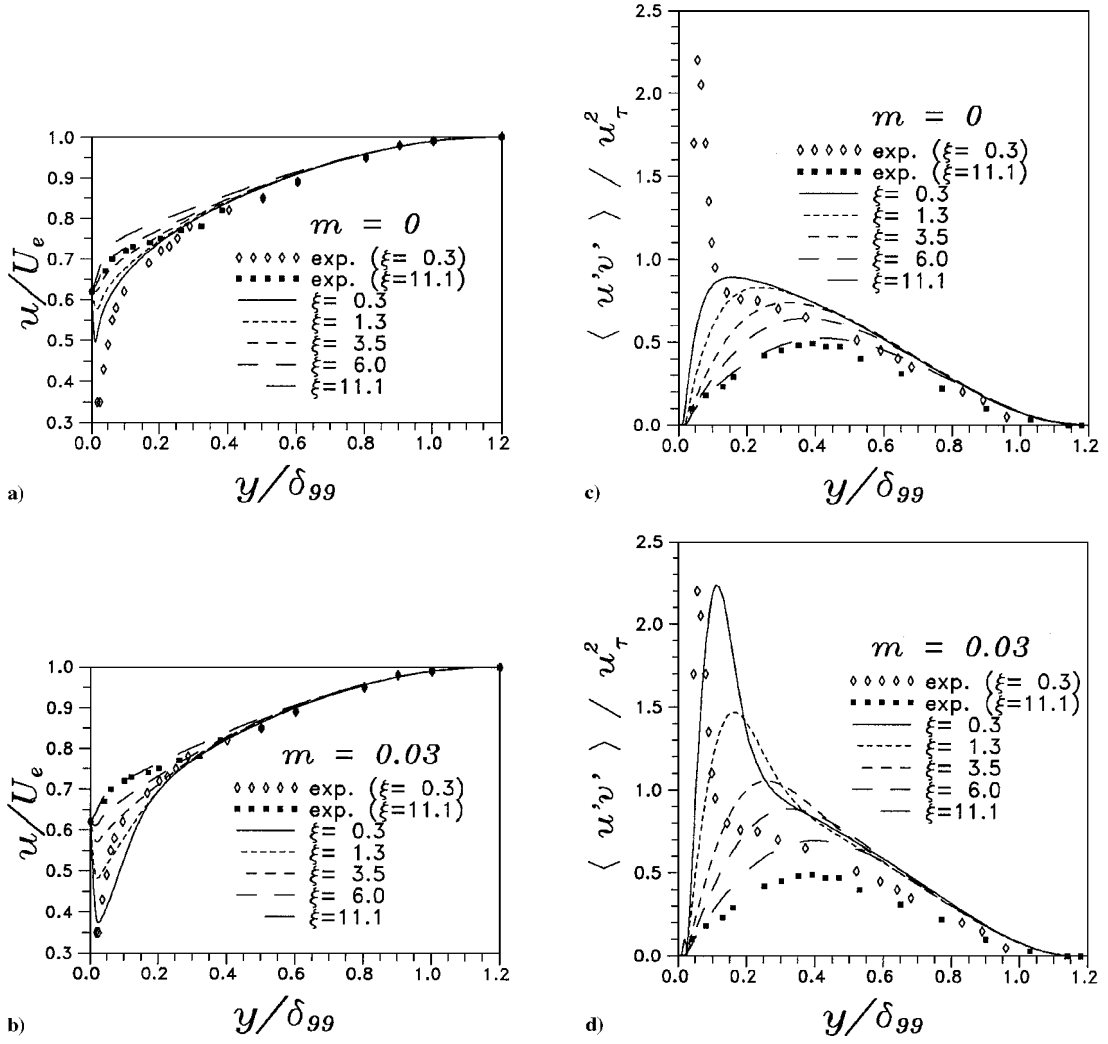 1.0
0.9
0.8
0.7
0.6
0.5
0.4
0.3
u/U_e
m = 0
exp. (ξ= 0.3)
exp. (ξ=11.1)
ξ= 0.3
ξ= 1.3
ξ= 3.5
ξ= 6.0
ξ=11.1
0.0 0.2 0.4 0.6 0.8 1.0 1.2
y/δ_99
a)
2.5
2.0
1.5
1.0
0.5
0.0
⟨ u'v' ⟩ / u_τ^2
m = 0
exp. (ξ= 0.3)
exp. (ξ=11.1)
ξ= 0.3
ξ= 1.3
ξ= 3.5
ξ= 6.0
ξ=11.1
0.0 0.2 0.4 0.6 0.8 1.0 1.2
y/δ_99
c)
1.0
0.9
0.8
0.7
0.6
0.5
0.4
0.3
u/U_e
m = 0.03
exp. (ξ= 0.3)
exp. (ξ=11.1)
ξ= 0.3
ξ= 1.3
ξ= 3.5
ξ= 6.0
ξ=11.1
0.0 0.2 0.4 0.6 0.8 1.0 1.2
y/δ_99
b)
2.5
2.0
1.5
1.0
0.5
0.0
⟨ u'v' ⟩ / u_τ^2
m = 0.03
exp. (ξ= 0.3)
exp. (ξ=11.1)
ξ= 0.3
ξ= 1.3
ξ= 3.5
ξ= 6.0
ξ=11.1
0.0 0.2 0.4 0.6 0.8 1.0 1.2
y/δ_99
d)